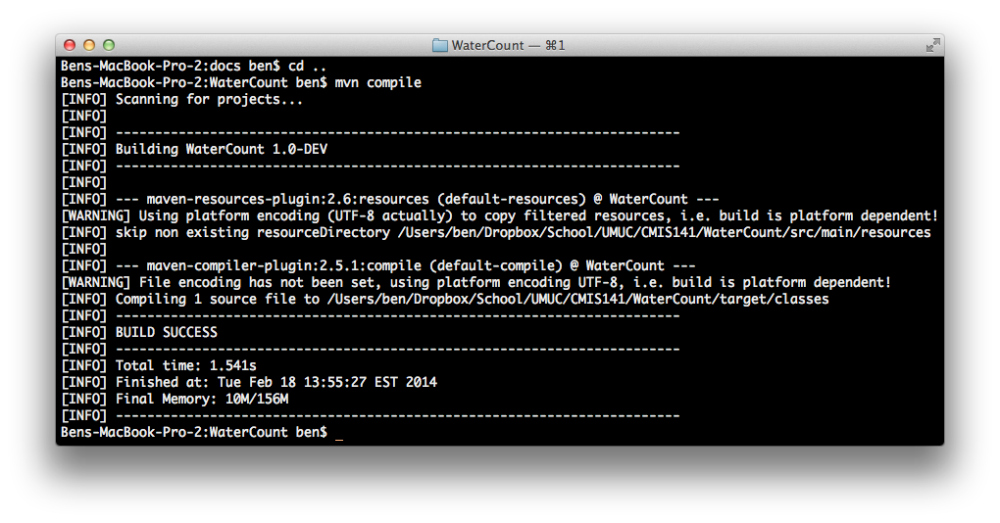 WaterCount — ⌘1
Bens-MacBook-Pro-2:docs ben$ cd ..
Bens-MacBook-Pro-2:WaterCount ben$ mvn compile
[INFO] Scanning for projects...
[INFO]
[INFO] ------------------------------------------------------------------------
[INFO] Building WaterCount 1.0-DEV
[INFO] ------------------------------------------------------------------------
[INFO]
[INFO] --- maven-resources-plugin:2.6:resources (default-resources) @ WaterCount ---
[WARNING] Using platform encoding (UTF-8 actually) to copy filtered resources, i.e. build is platform dependent!
[INFO] skip non existing resourceDirectory /Users/ben/Dropbox/School/UMUC/CMIS141/WaterCount/src/main/resources
[INFO]
[INFO] --- maven-compiler-plugin:2.5.1:compile (default-compile) @ WaterCount ---
[WARNING] File encoding has not been set, using platform encoding UTF-8, i.e. build is platform dependent!
[INFO] Compiling 1 source file to /Users/ben/Dropbox/School/UMUC/CMIS141/WaterCount/target/classes
[INFO] ------------------------------------------------------------------------
[INFO] BUILD SUCCESS
[INFO] ------------------------------------------------------------------------
[INFO] Total time: 1.541s
[INFO] Finished at: Tue Feb 18 13:55:27 EST 2014
[INFO] Final Memory: 10M/156M
[INFO] ------------------------------------------------------------------------
Bens-MacBook-Pro-2:WaterCount ben$ _